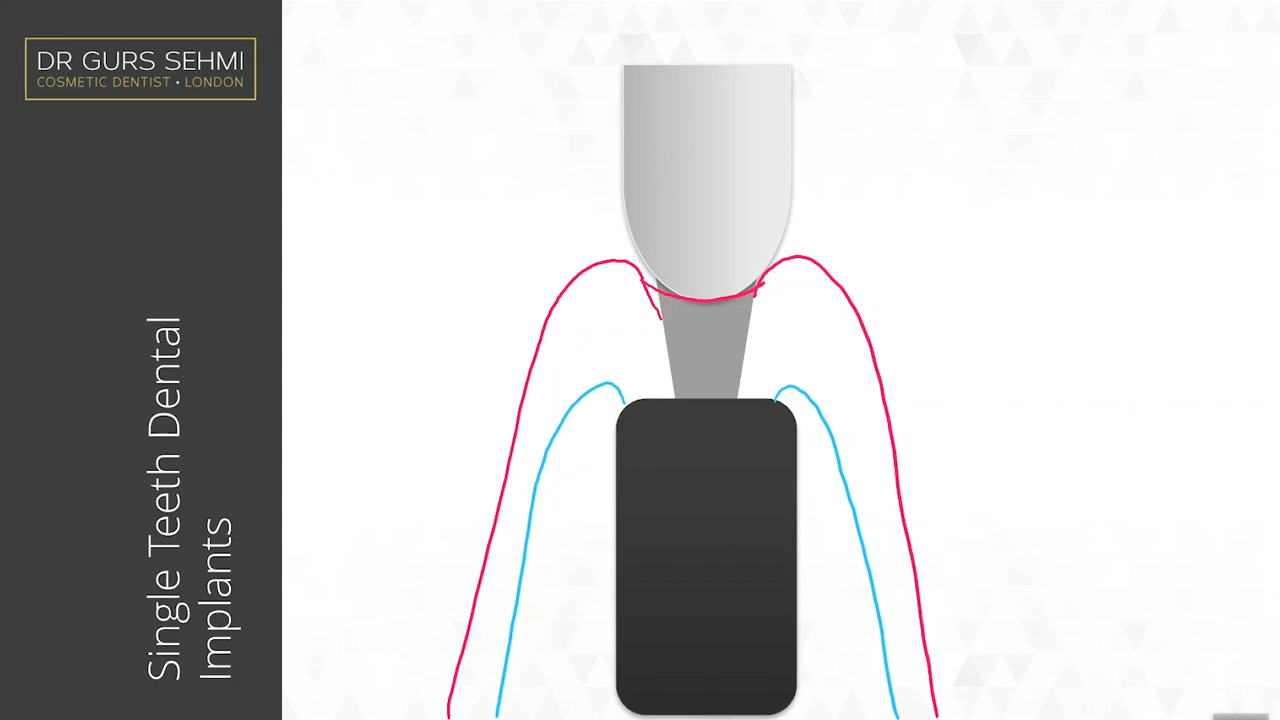 DR GURS SEHMI
COSMETIC DENTIST • LONDON
Single Teeth Dental
Implants